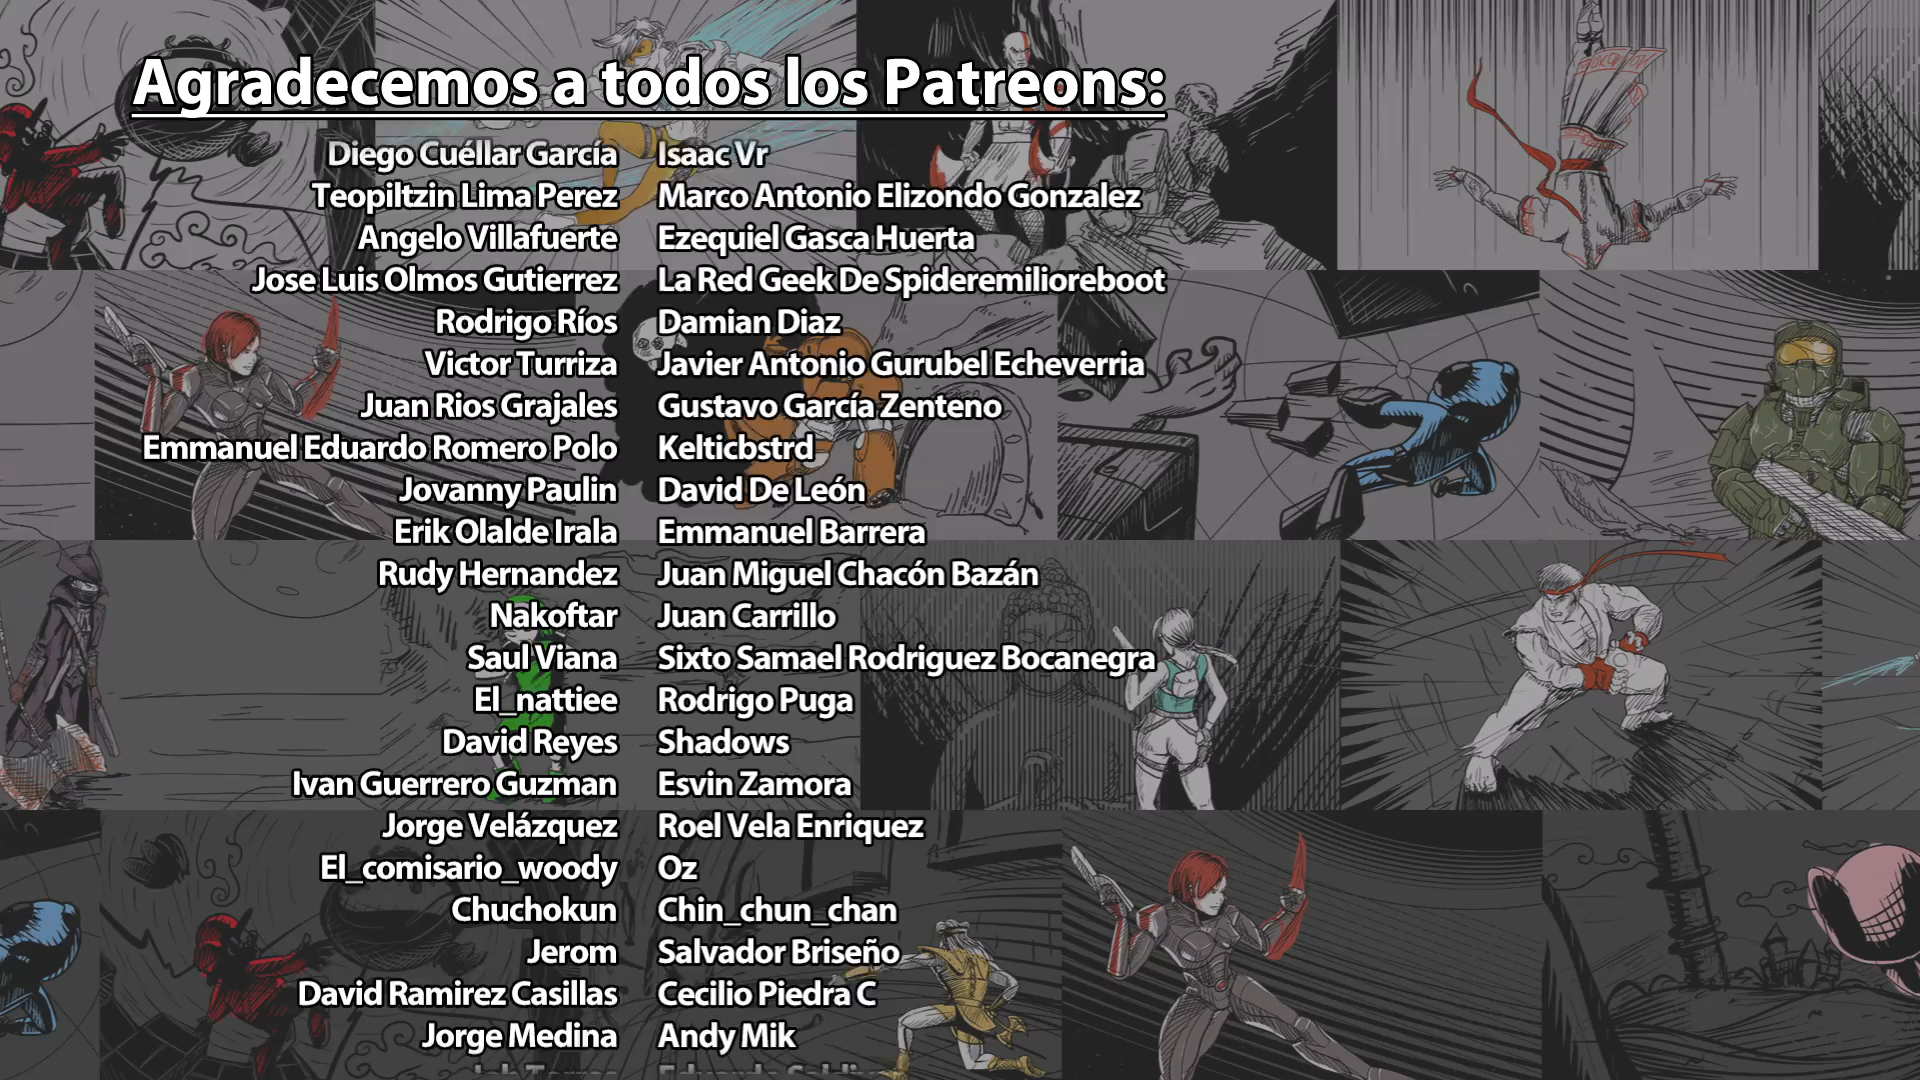 Agradecemos a todos los Patreons:
Diego Cuéllar García Isaac Vr
Teopiltzin Lima Perez Marco Antonio Elizondo Gonzalez
Angelo Villafuerte Ezequiel Gasca Huerta
Jose Luis Olmos Gutierrez La Red Geek De Spideremilioreboot
Rodrigo Ríos Damian Diaz
Victor Turriza Javier Antonio Gurubel Echeverria
Juan Rios Grajales Gustavo García Zenteno
Emmanuel Eduardo Romero Polo Kelticbstrd
Jovanny Paulin David De León
Erik Olalde Irala Emmanuel Barrera
Rudy Hernandez Juan Miguel Chacón Bazán
Nakoftar Juan Carrillo
Saul Viana Sixto Samael Rodriguez Bocanegra
El_nattiee Rodrigo Puga
David Reyes Shadows
Ivan Guerrero Guzman Esvin Zamora
Jorge Velázquez Roel Vela Enriquez
El_comisario_woody Oz
Chuchokun Chin_chun_chan
Jerom Salvador Briseño
David Ramirez Casillas Cecilio Piedra C
Jorge Medina Andy Mik